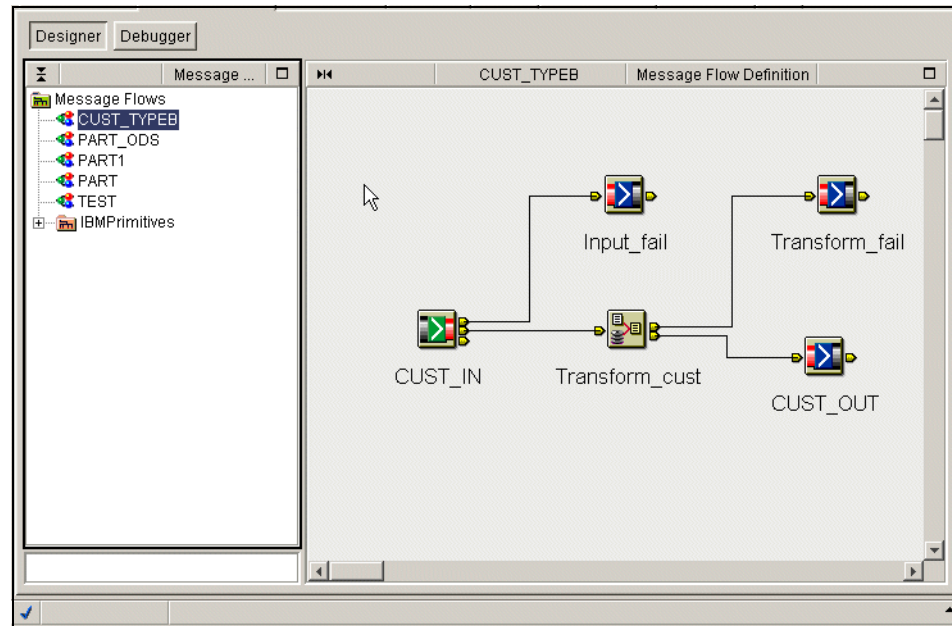 Designer Debugger
Message ...
CUST_TYPEB Message Flow Definition
Message Flows
CUST_TYPEB
PART_ODS
PART1
PART
TEST
IBMPrimitives
Input_fail
Transform_fail
CUST_IN
Transform_cust
CUST_OUT